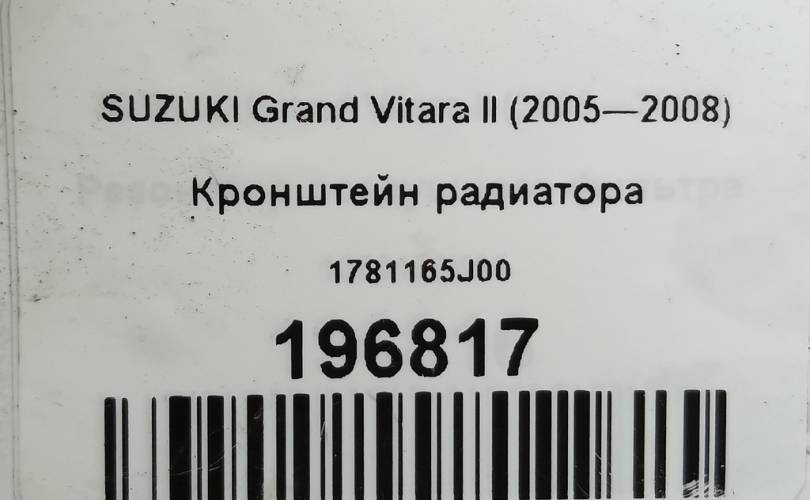 SUZUKI Grand Vitara II (2005—2008)
Кронштейн радиатора
1781165J00
196817